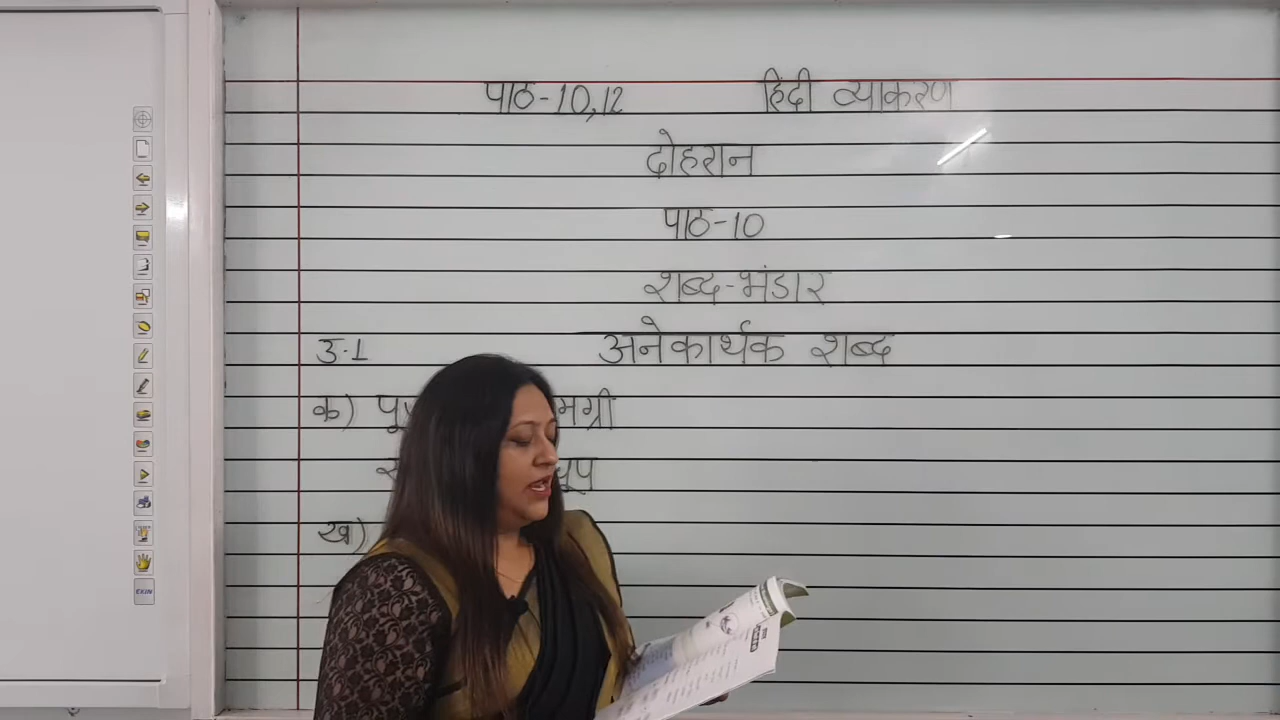 पाठ-10,12 हिंदी व्याकरण
दोहरान
पाठ-10
शब्द-भंडार
उ.1 अनेकार्थक शब्द
क)
ख)